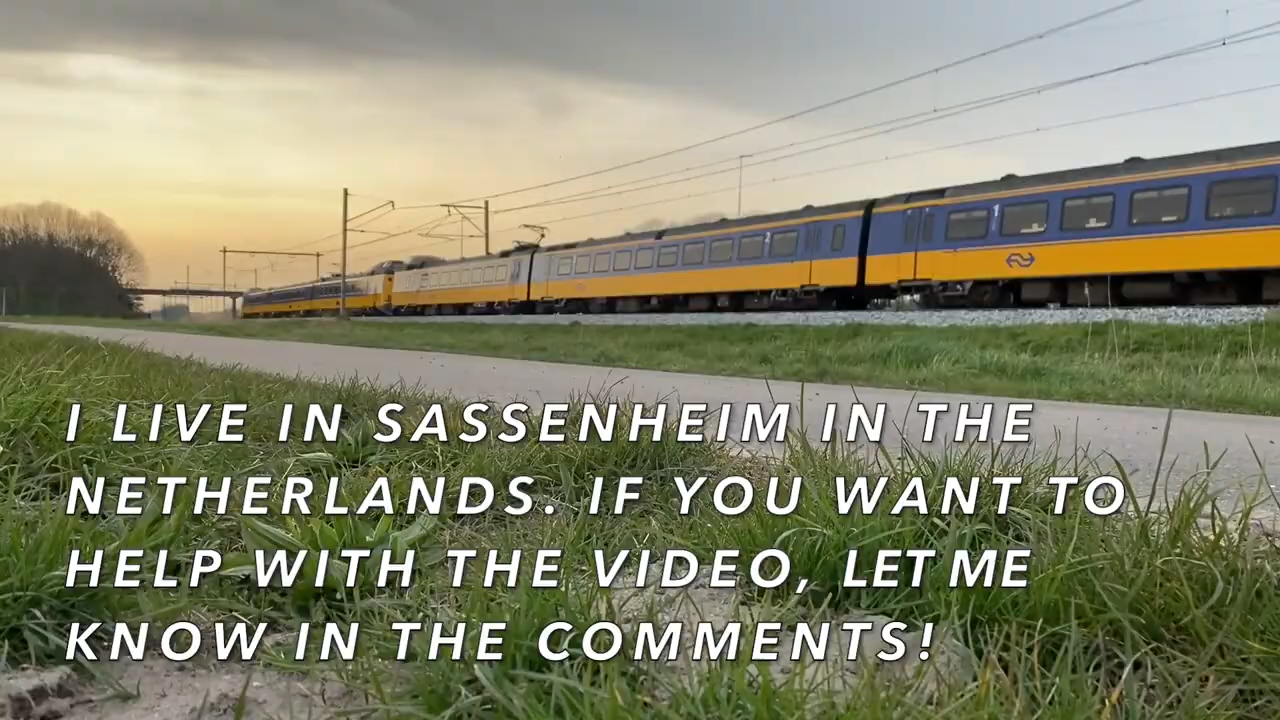 I LIVE IN SASSENHEIM IN THE
NETHERLANDS. IF YOU WANT TO
HELP WITH THE VIDEO, LET ME
KNOW IN THE COMMENTS!